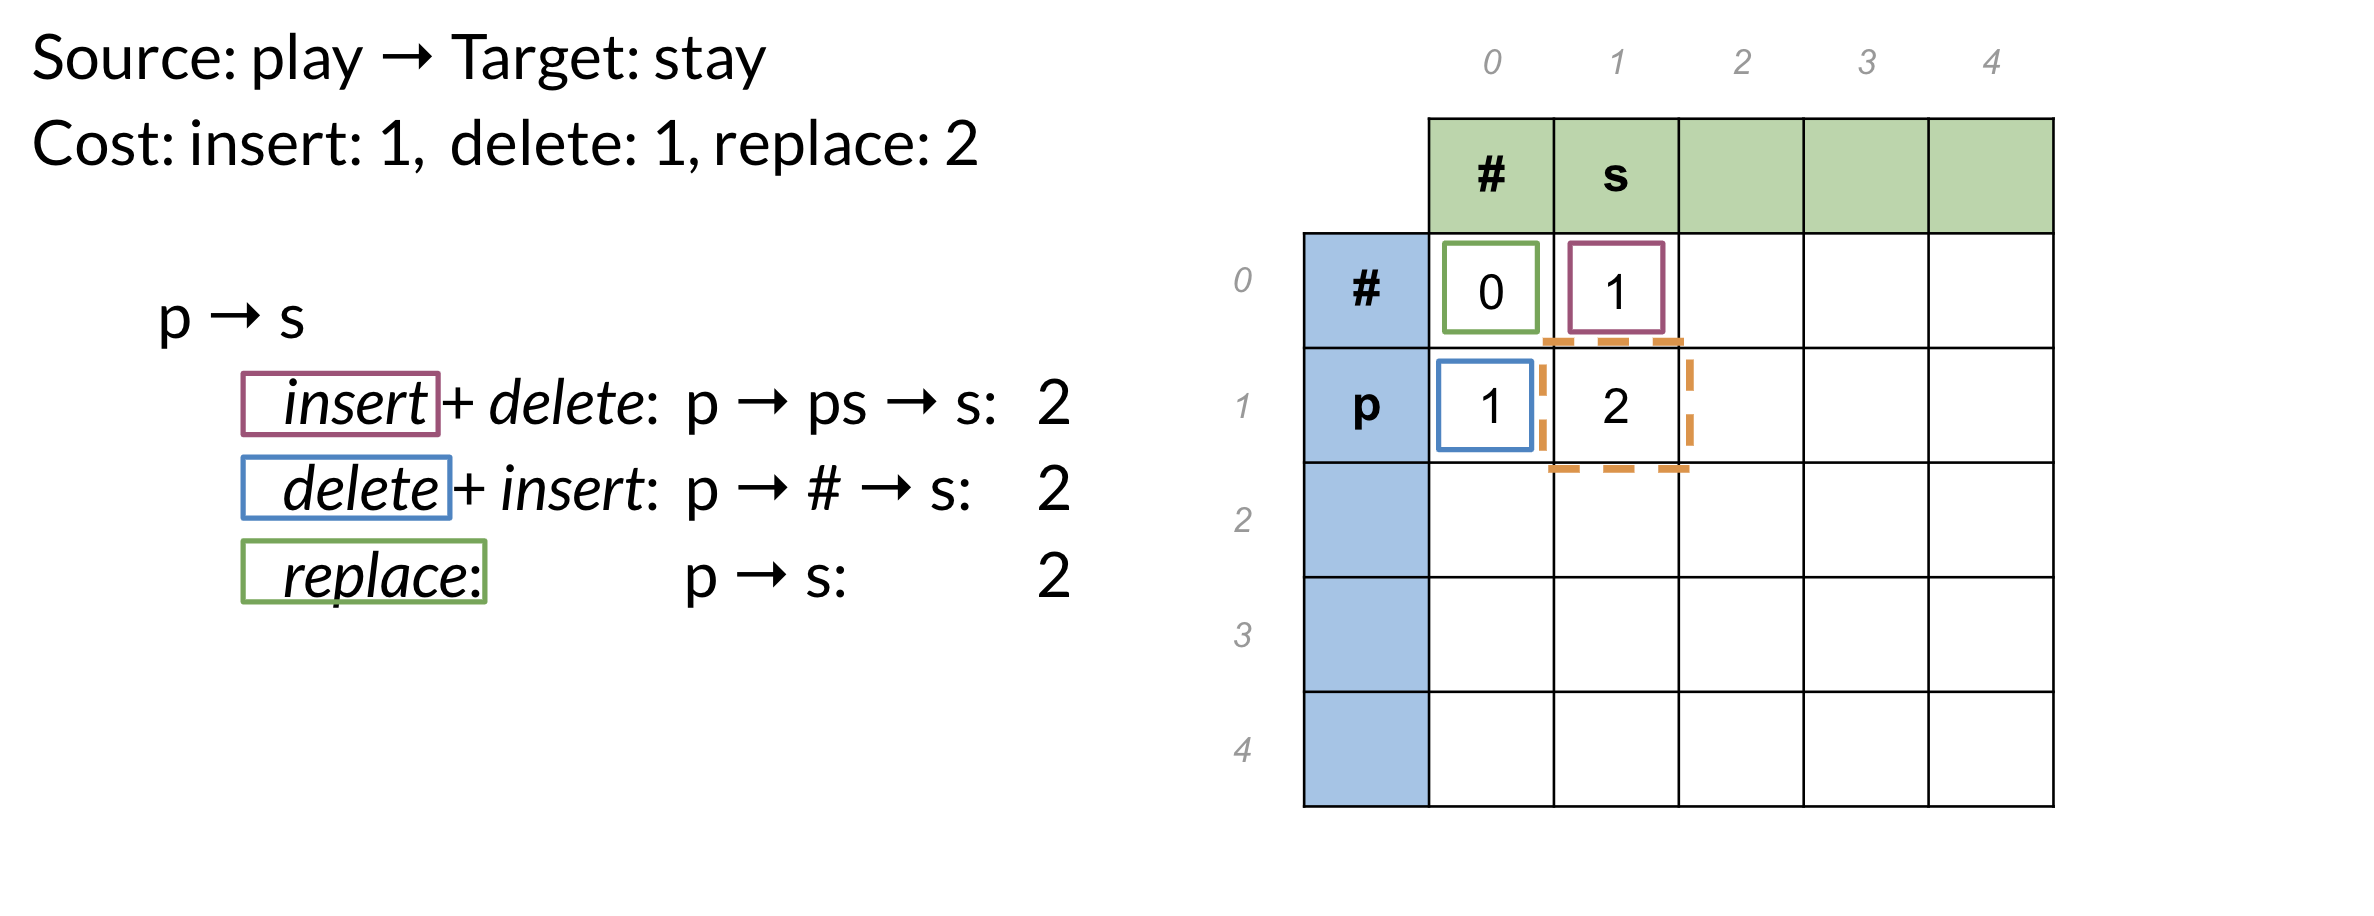 Source: play → Target: stay
Cost: insert: 1, delete: 1, replace: 2
p → s
insert + delete: p → ps → s: 2
delete + insert: p → # → s: 2
replace: p → s: 2
0 1 2 3 4
# s
0 # 0 1
1 p 1 2
2
3
4